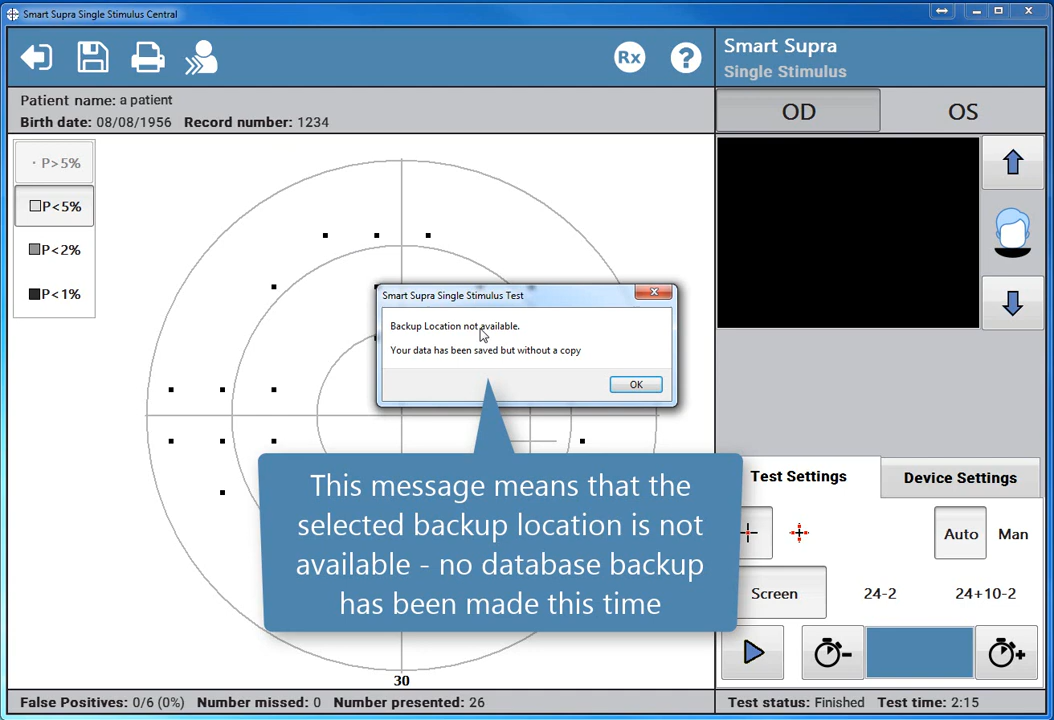 Smart Supra Single Stimulus Central
Rx
?
Smart Supra
Single Stimulus
Patient name: a patient
Birth date: 08/08/1956 Record number: 1234
OD
OS
P>5%
P<5%
P<2%
P<1%
Smart Supra Single Stimulus Test
Backup Location not available.
Your data has been saved but without a copy
OK
This message means that the
selected backup location is not
available - no database backup
has been made this time
Test Settings
Device Settings
Auto
Man
Screen
24-2
24+10-2
30
False Positives: 0/6 (0%) Number missed: 0 Number presented: 26
Test status: Finished Test time: 2:15